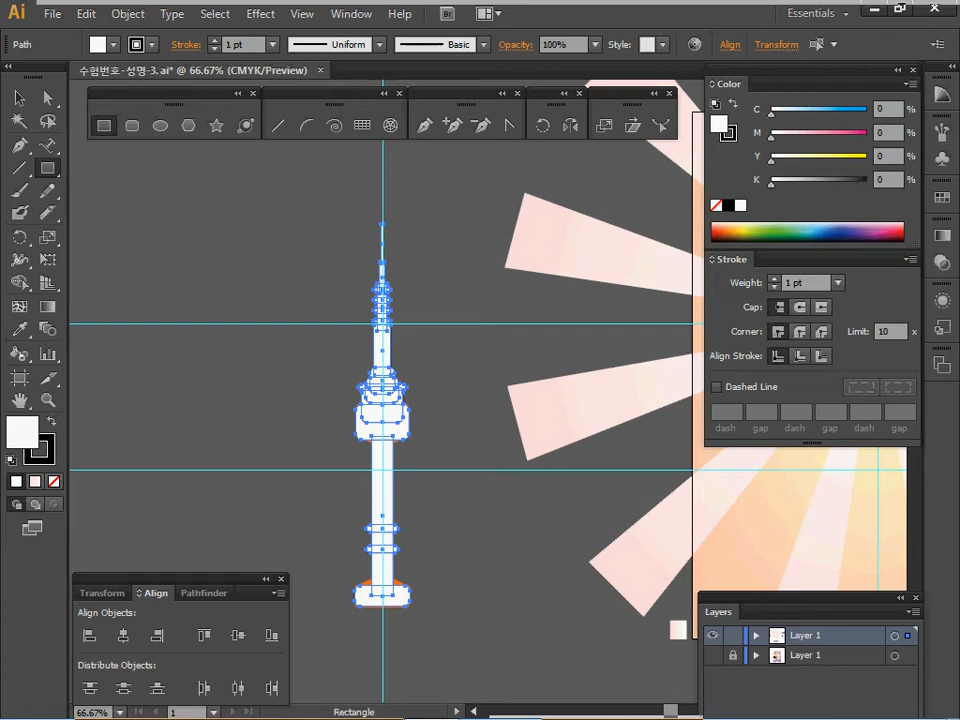 Ai File Edit Object Type Select Effect View Window Help Br Essentials
Path Stroke: 1 pt Uniform Basic Opacity: 100% Style: Align Transform
수험번호-성명-3.ai* @ 66.67% (CMYK/Preview) ×
Color
C 0 %
M 0 %
Y 0 %
K 0 %
Stroke
Weight: 1 pt
Cap:
Corner: Limit: 10 x
Align Stroke:
Dashed Line
dash gap dash gap dash gap
Transform Align Pathfinder
Align Objects:
Distribute Objects:
Layers
Layer 1
Layer 1
66.67% 1 Rectangle